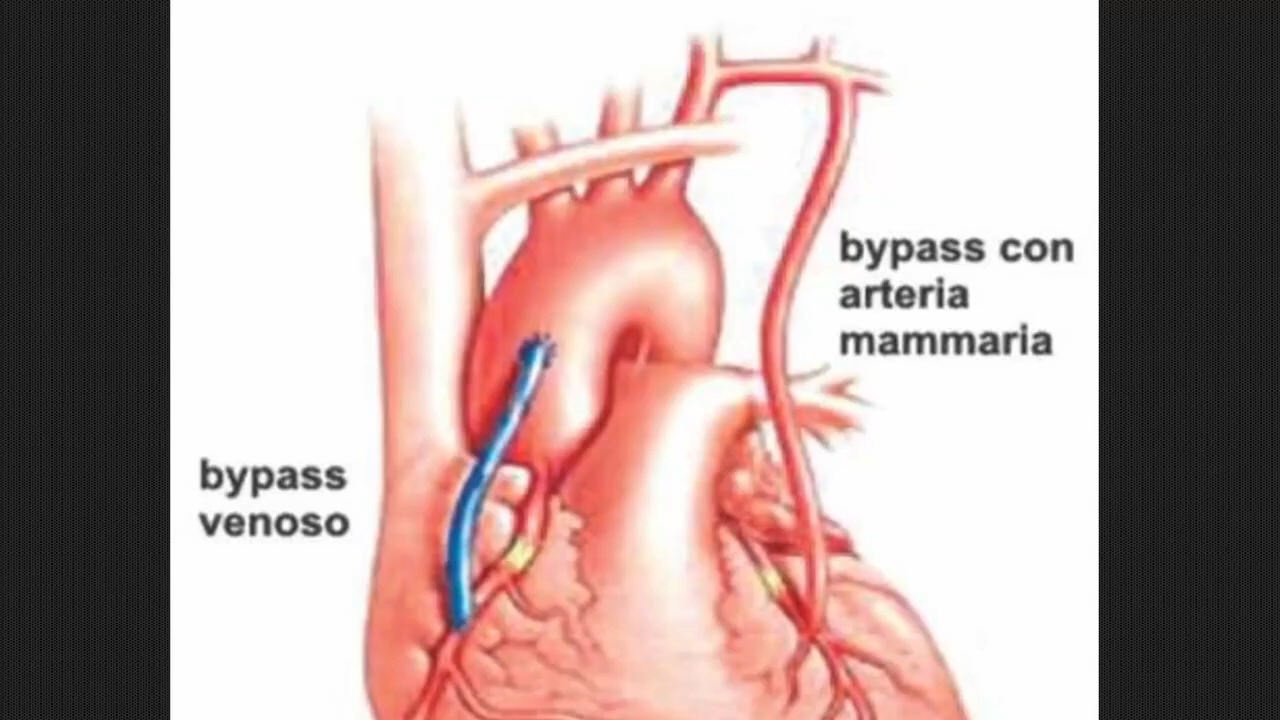 bypass con
arteria
mammaria
bypass
venoso